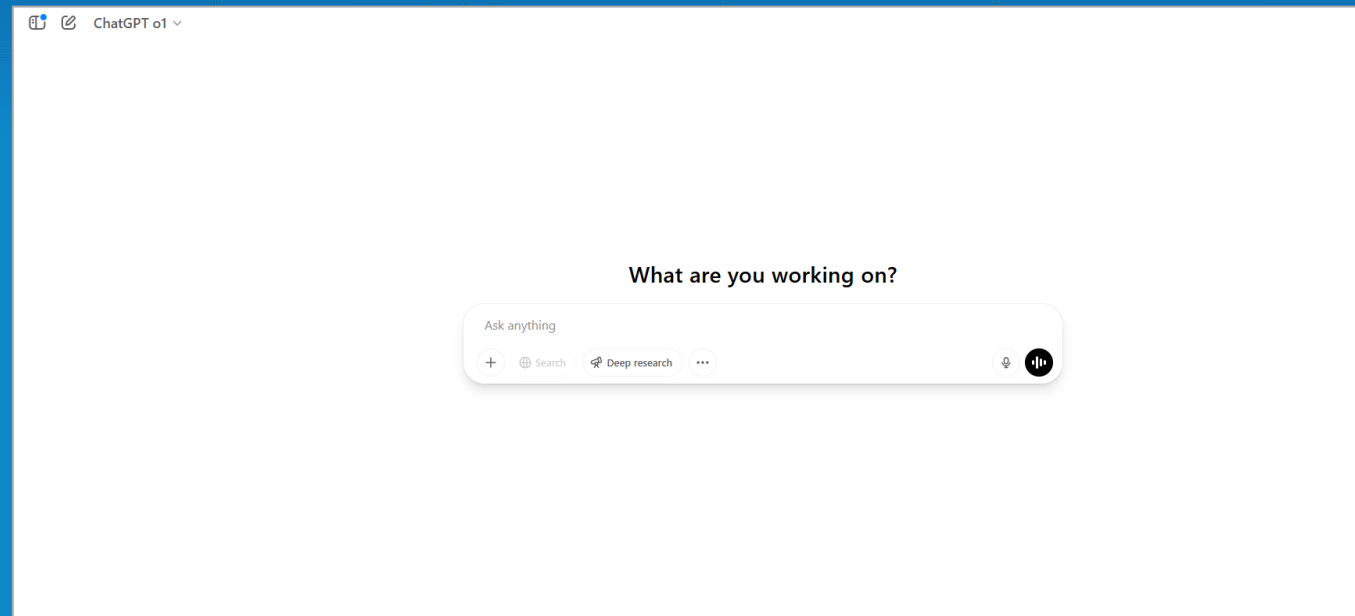 ChatGPT o1
What are you working on?
Ask anything
Search
Deep research